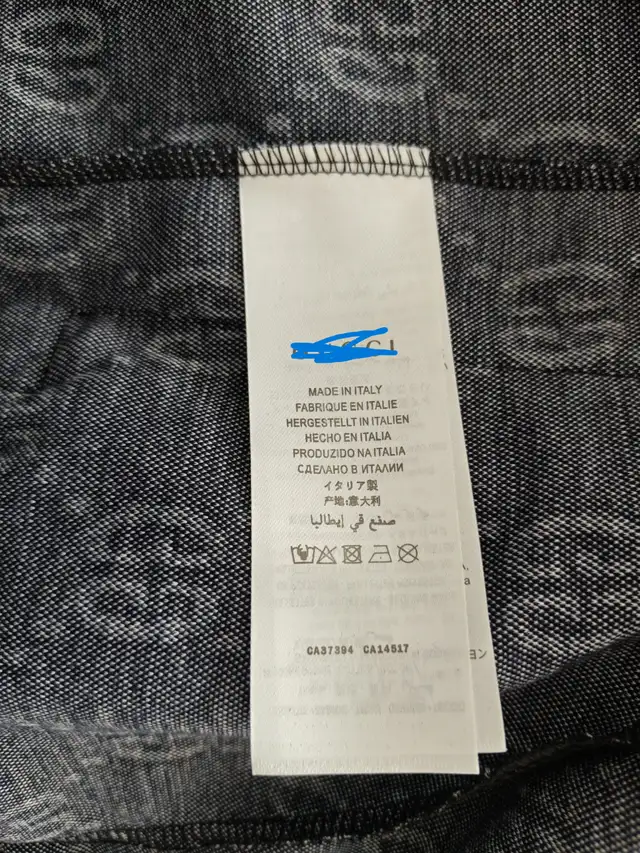 MADE IN ITALY
FABRIQUE EN ITALIE
HERGESTELLT IN ITALIEN
HECHO EN ITALIA
PRODUZIDO NA ITALIA
СДЕЛАНО В ИТАЛИИ
イタリア製
产地:意大利
صنع في إيطاليا
CA37394 CA14517